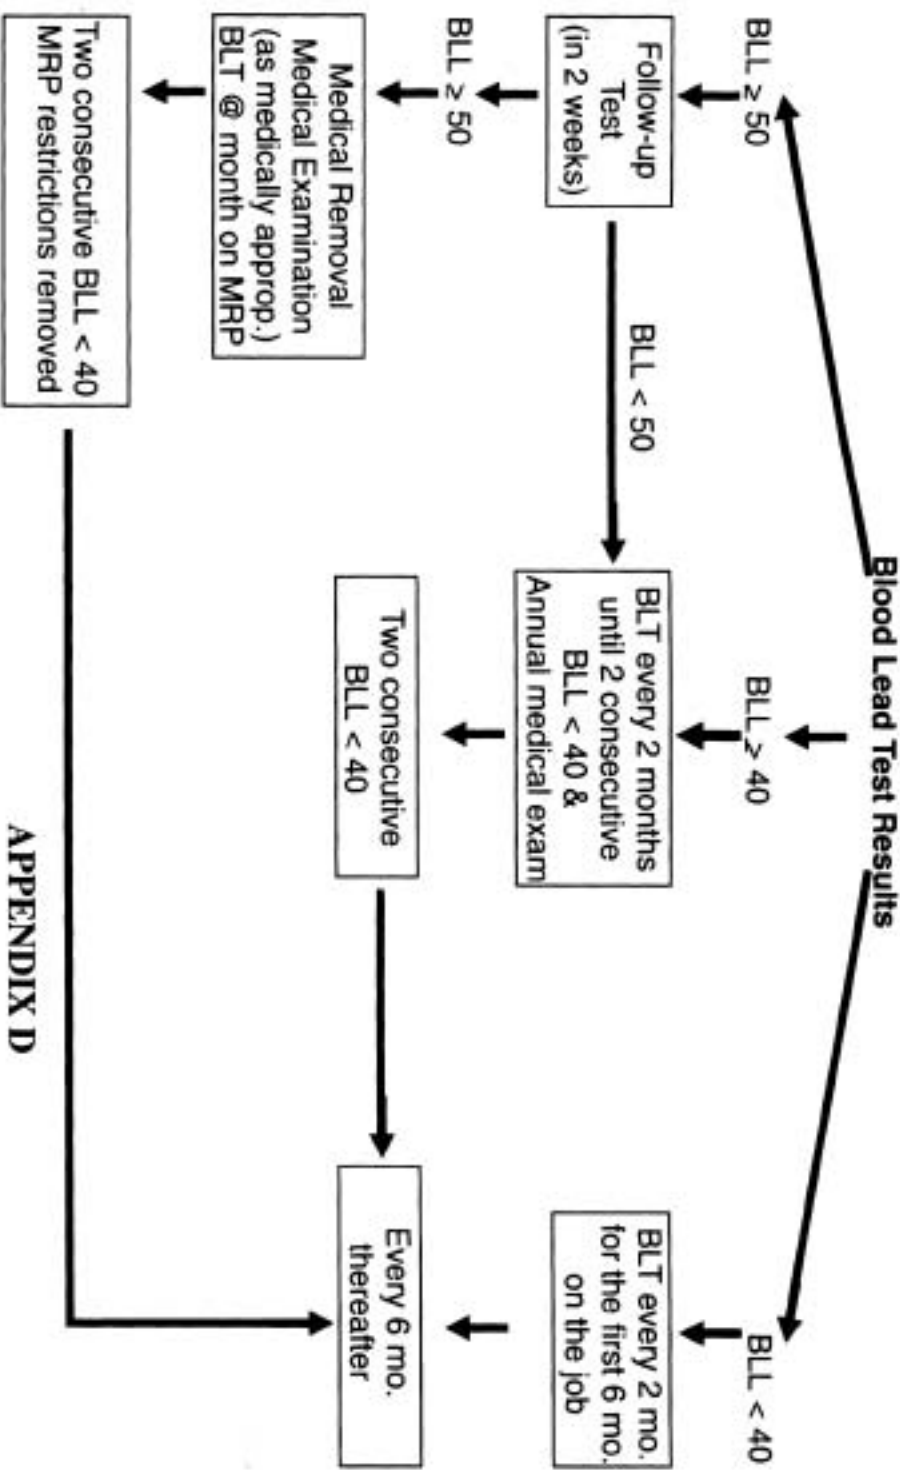 Blood Lead Test Results
BLL ≥ 50
BLL ≥ 40
BLL < 40
Follow-up
Test
(in 2 weeks)
BLL < 50
BLT every 2 months
until 2 consecutive
BLL < 40 &
Annual medical exam
BLT every 2 mo.
for the first 6 mo.
on the job
BLL ≥ 50
Medical Removal
Medical Examination
(as medically approp.)
BLT @ month on MRP
Two consecutive
BLL < 40
Every 6 mo.
thereafter
Two consecutive BLL < 40
MRP restrictions removed
APPENDIX D